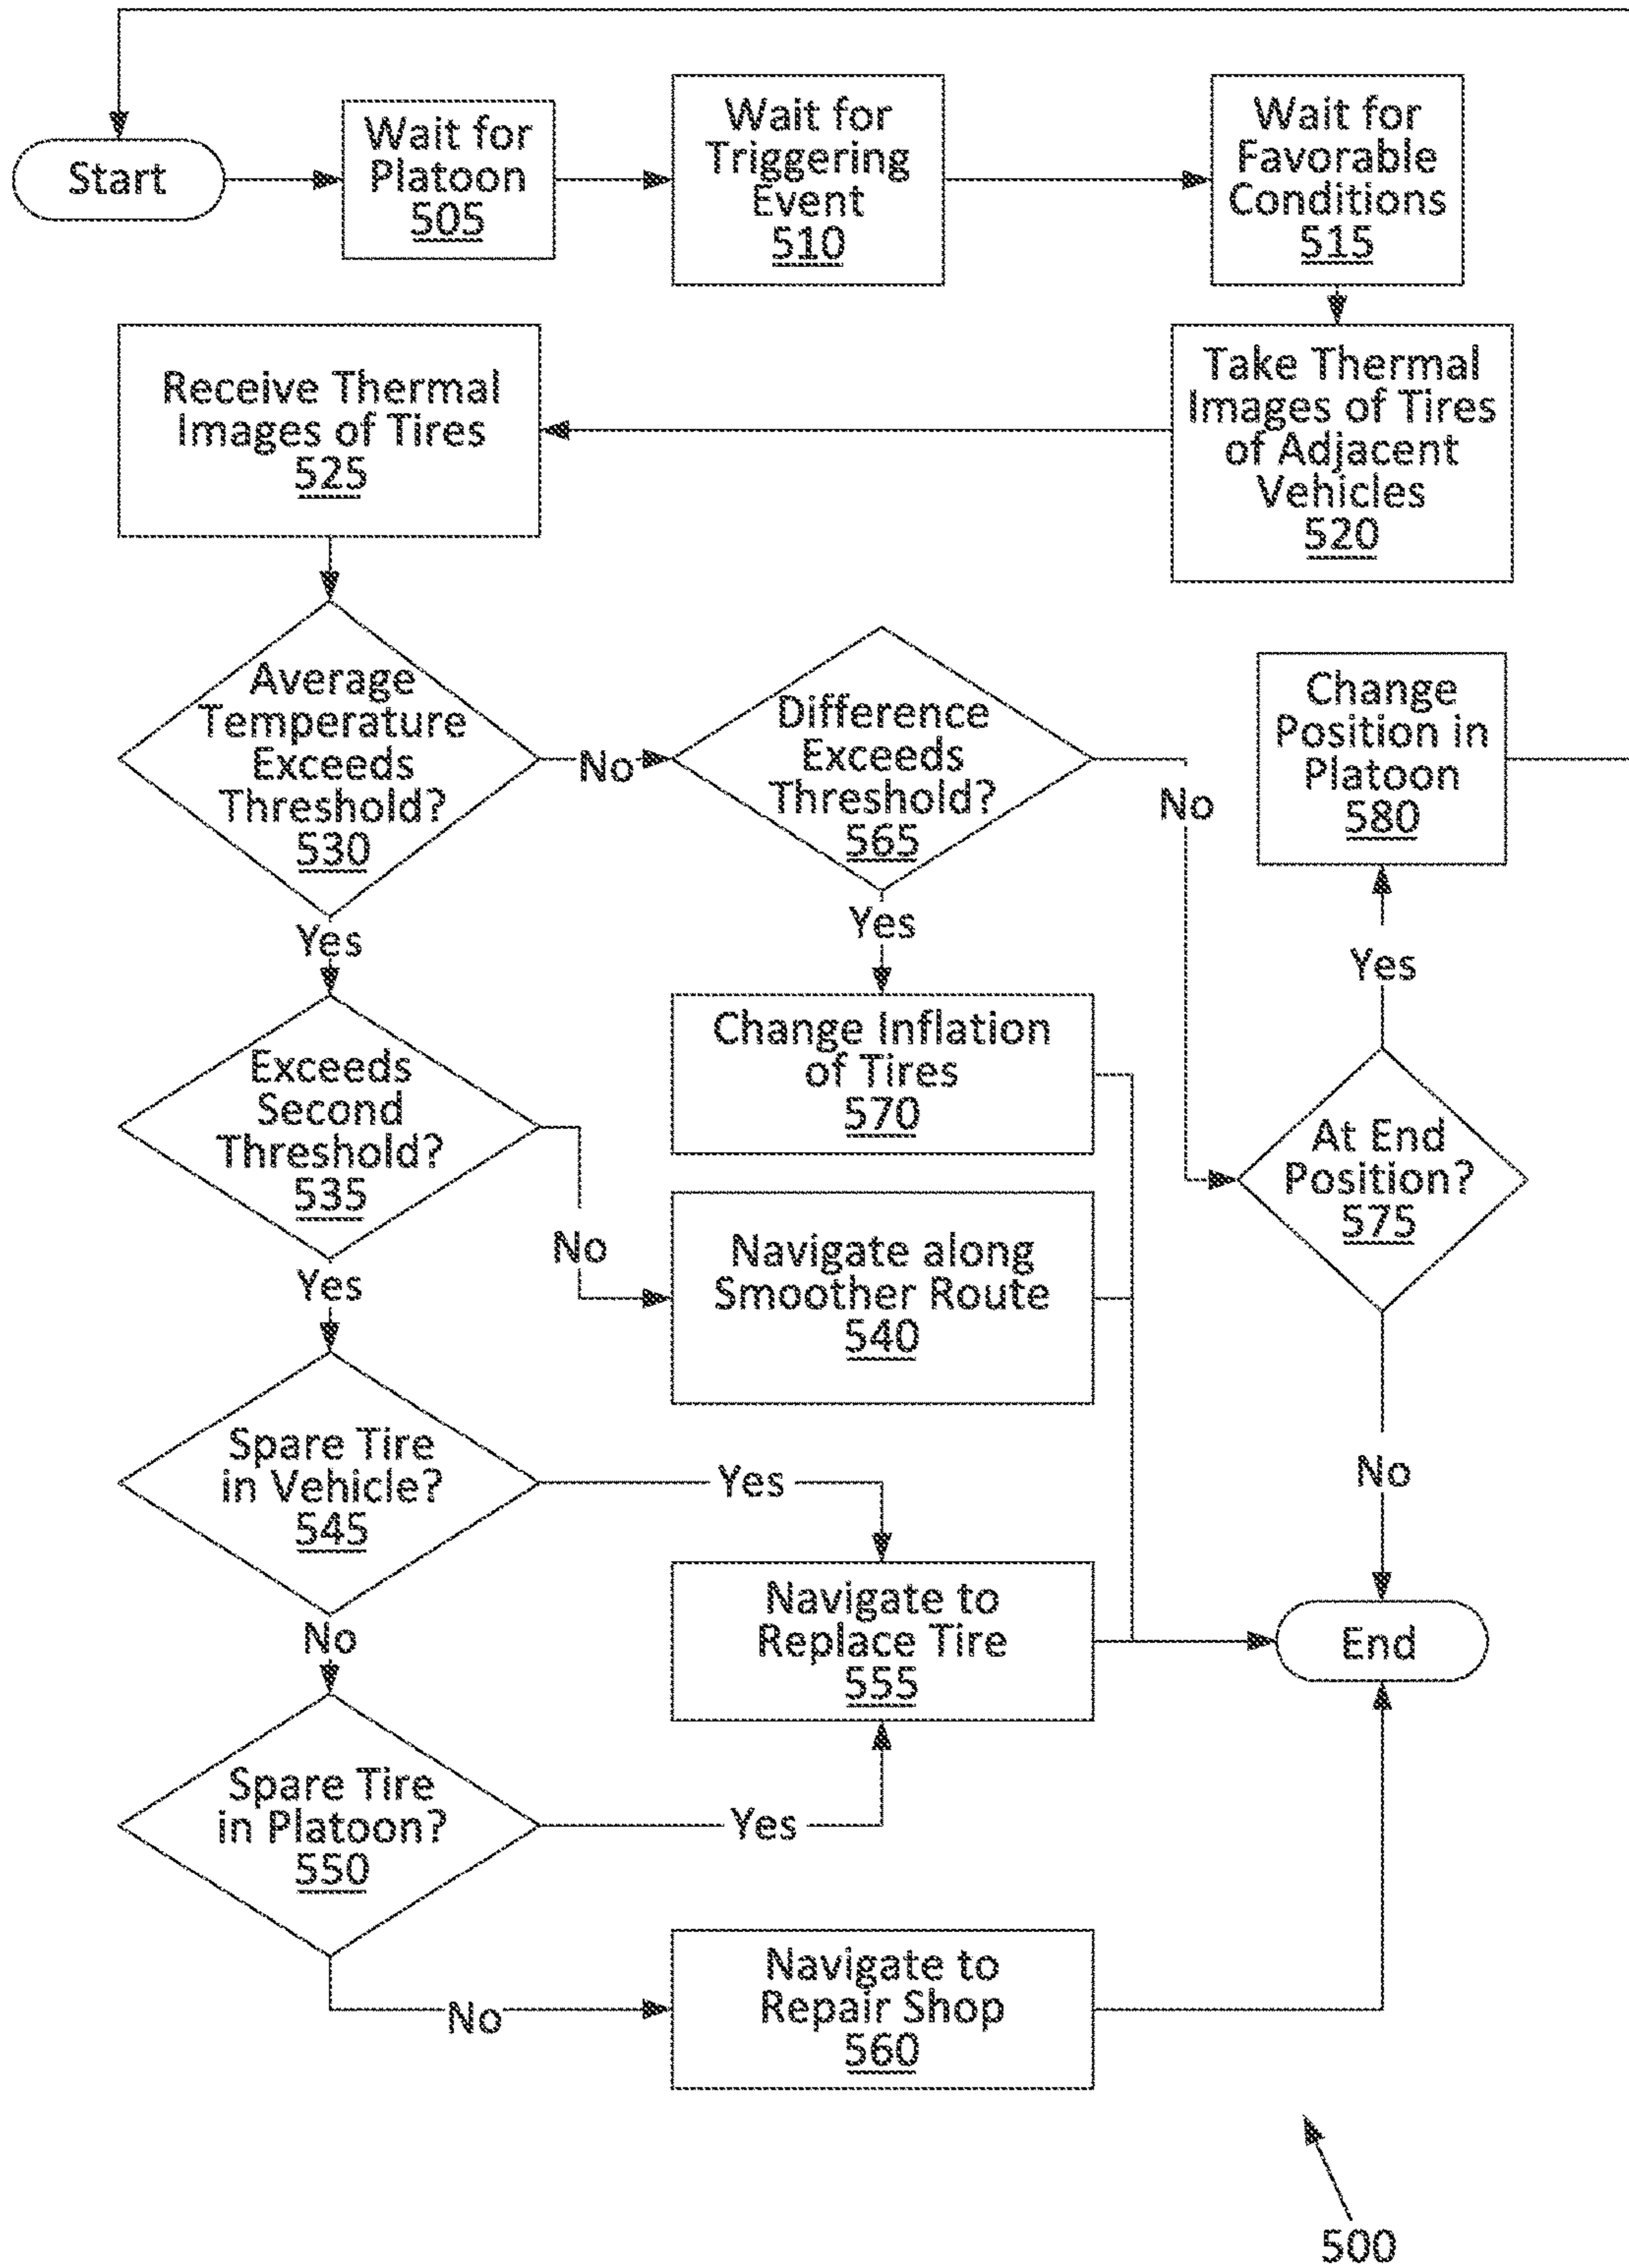 Start
Wait for
Platoon
505
Wait for
Triggering
Event
510
Wait for
Favorable
Conditions
515
Receive Thermal
Images of Tires
525
Take Thermal
Images of Tires
of Adjacent
Vehicles
520
Average
Temperature
Exceeds
Threshold?
530
No
Difference
Exceeds
Threshold?
565
No
Change
Position in
Platoon
580
Yes
Yes
Yes
Exceeds
Second
Threshold?
535
Change Inflation
of Tires
570
At End
Position?
575
No
Navigate along
Smoother Route
540
Yes
Spare Tire
in Vehicle?
545
Yes
No
Navigate to
Replace Tire
555
End
No
Spare Tire
in Platoon?
550
Yes
Navigate to
Repair Shop
560
No
500